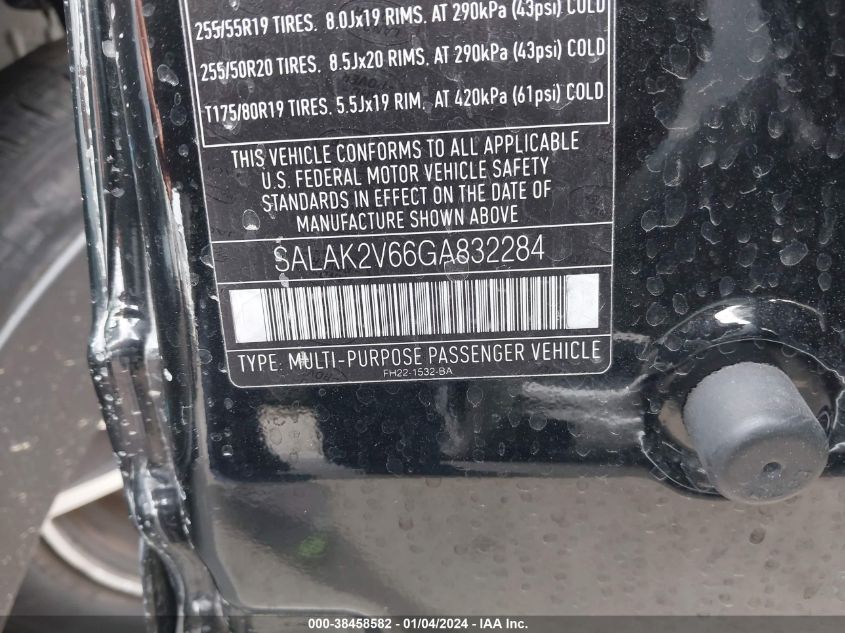 255/55R19 TIRES. 8.0Jx19 RIMS. AT 290kPa (43psi) COLD
255/50R20 TIRES. 8.5Jx20 RIMS. AT 290kPa (43psi) COLD
T175/80R19 TIRES. 5.5Jx19 RIM. AT 420kPa (61psi) COLD
THIS VEHICLE CONFORMS TO ALL APPLICABLE
U.S. FEDERAL MOTOR VEHICLE SAFETY
STANDARDS IN EFFECT ON THE DATE OF
MANUFACTURE SHOWN ABOVE
SALAK2V66GA832284
TYPE: MULTI-PURPOSE PASSENGER VEHICLE
FH22-1532-BA
000-38458582 - 01/04/2024 - IAA Inc.